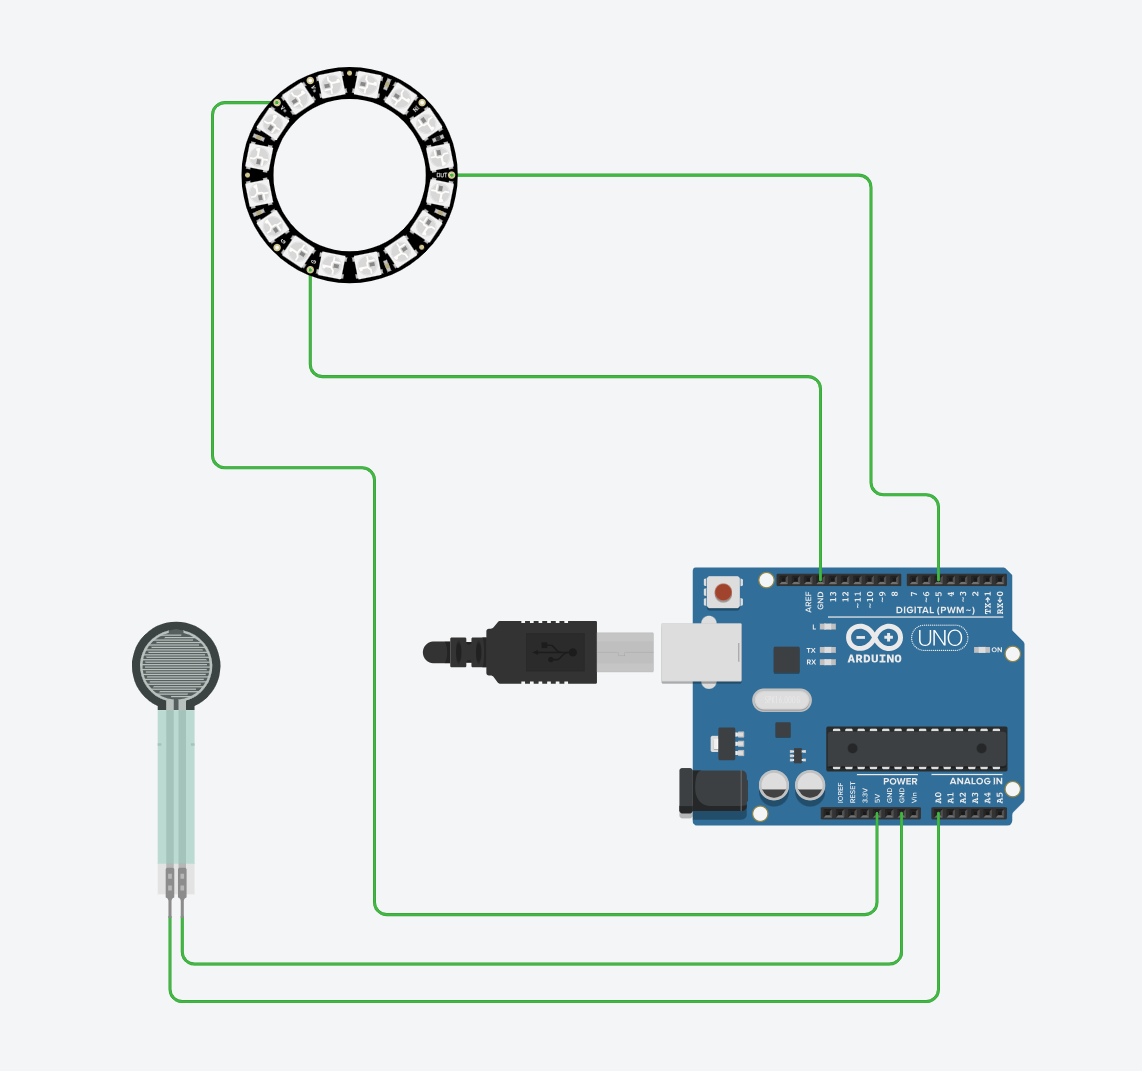 OUT
AREF
GND
13
12
~11
~10
~9
8
7
~6
~5
4
~3
2
TX→1
RX←0
DIGITAL (PWM~)
L
TX
RX
ARDUINO
UNO
ON
POWER
ANALOG IN
IOREF
RESET
3.3V
5V
GND
GND
Vin
A0
A1
A2
A3
A4
A5